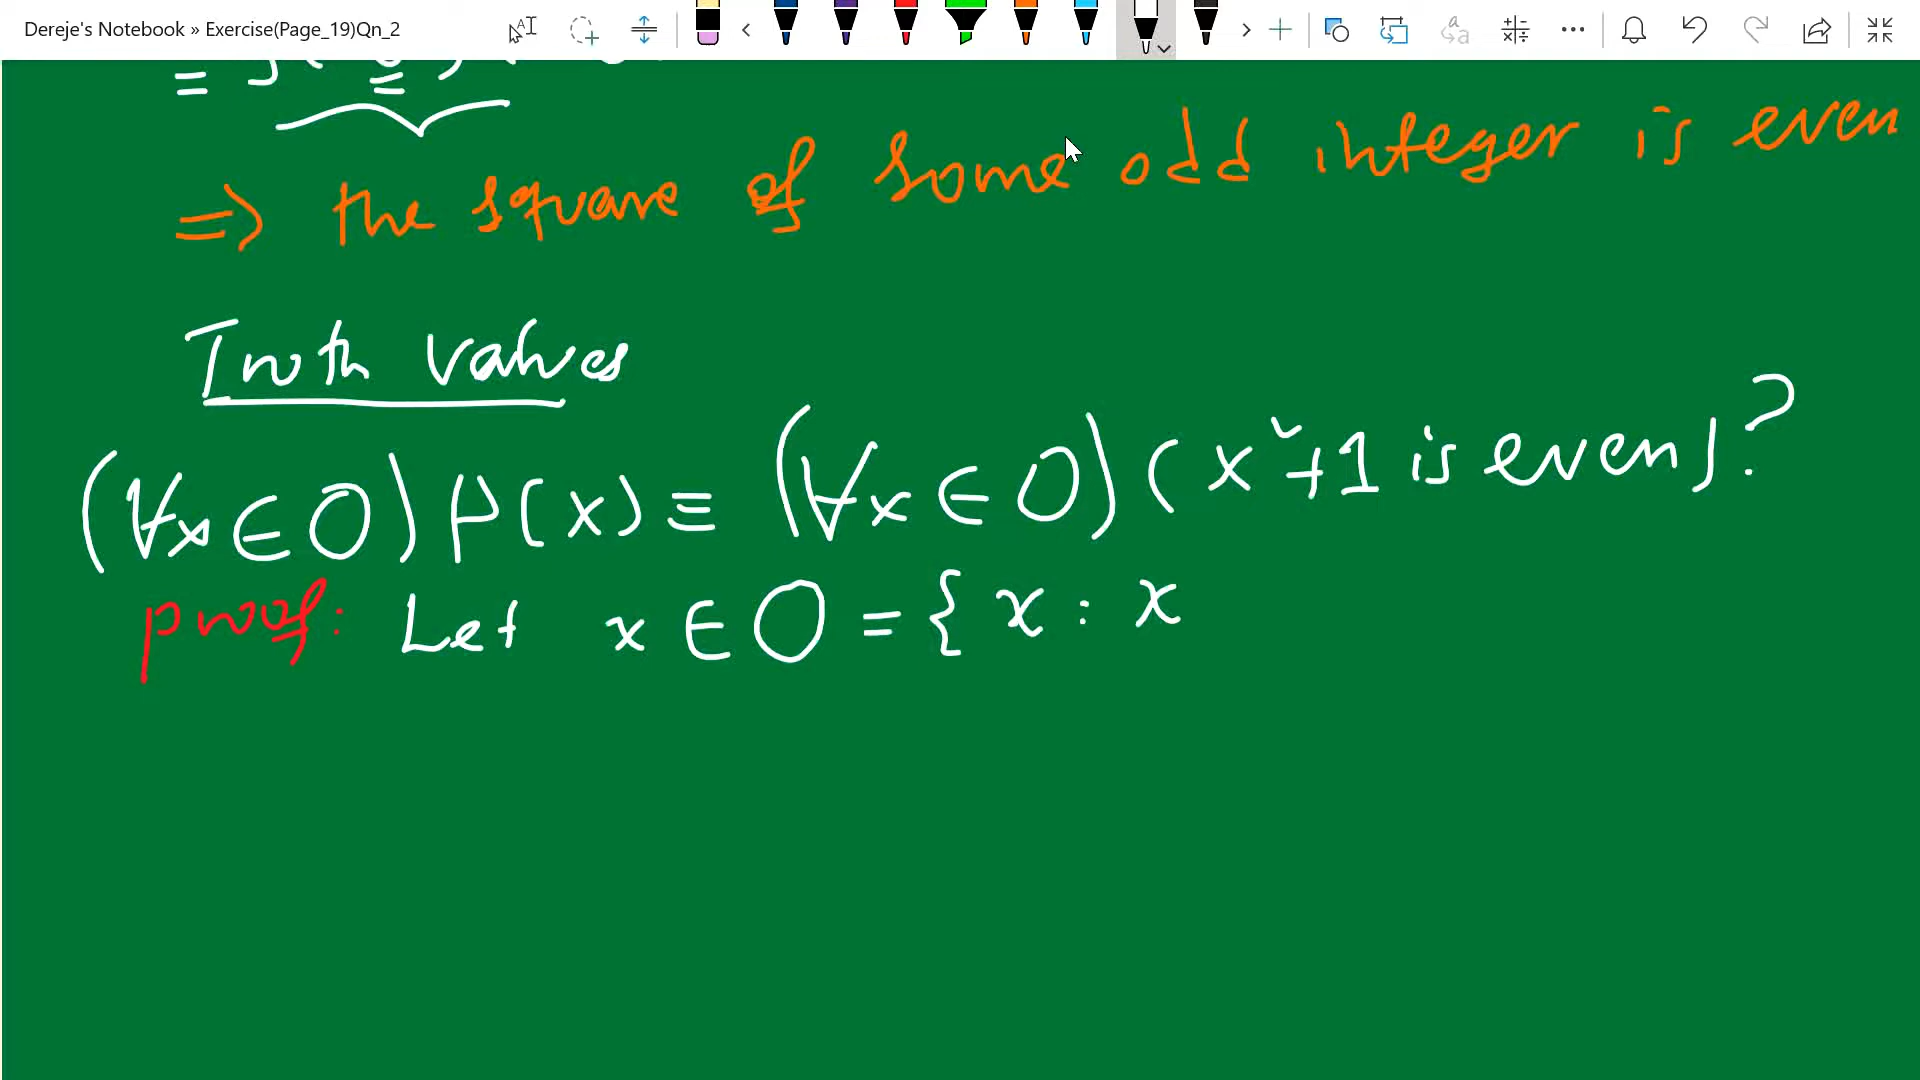 Dereje's Notebook » Exercise(Page_19)Qn_2
⇒ the square of some odd integer is even
Truth values
(∀x ∈ O) P(x) ≡ (∀x ∈ O) (x²+1 is even)?
proof: Let x ∈ O = { x : x